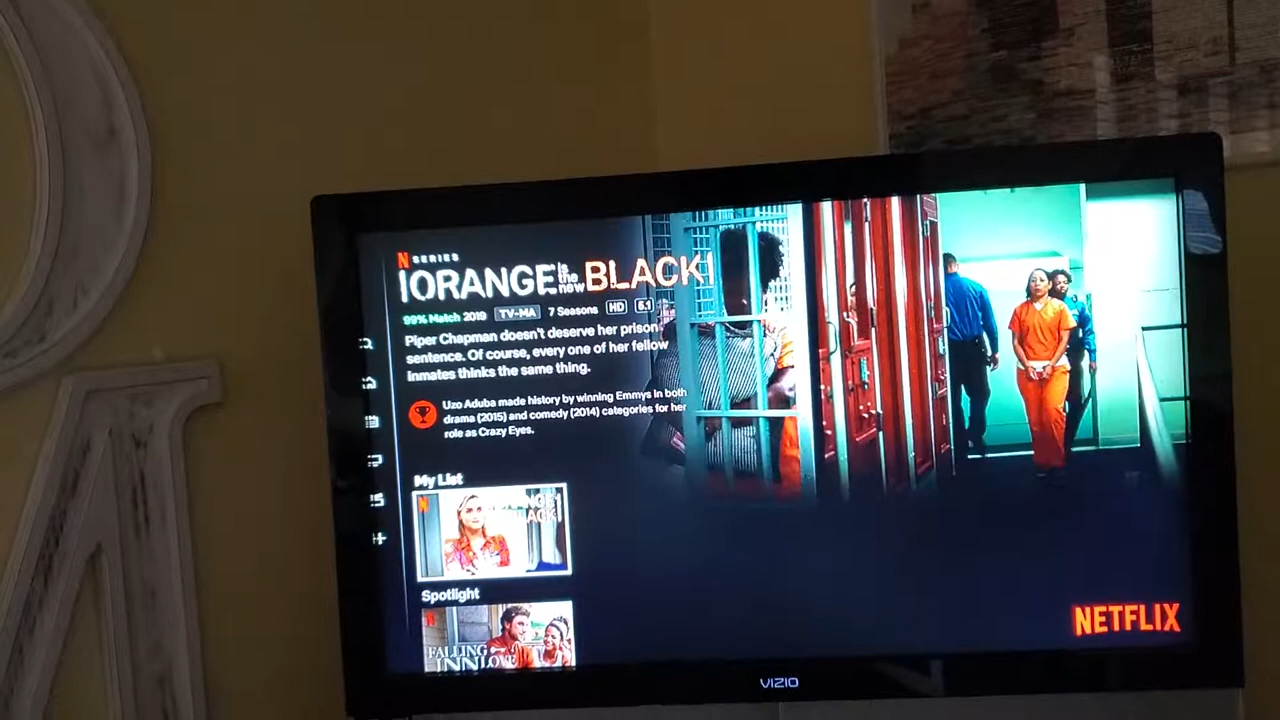 N SERIES
ORANGE is the new BLACK
99% Match 2019 TV-MA 7 Seasons HD 5.1
Piper Chapman doesn't deserve her prison
sentence. Of course, every one of her fellow
inmates thinks the same thing.
Uzo Aduba made history by winning Emmys in both
drama (2015) and comedy (2014) categories for her
role as Crazy Eyes.
My List
N
ORANGE
BLACK
Spotlight
N
FALLING
INN LOVE
NETFLIX
VIZIO